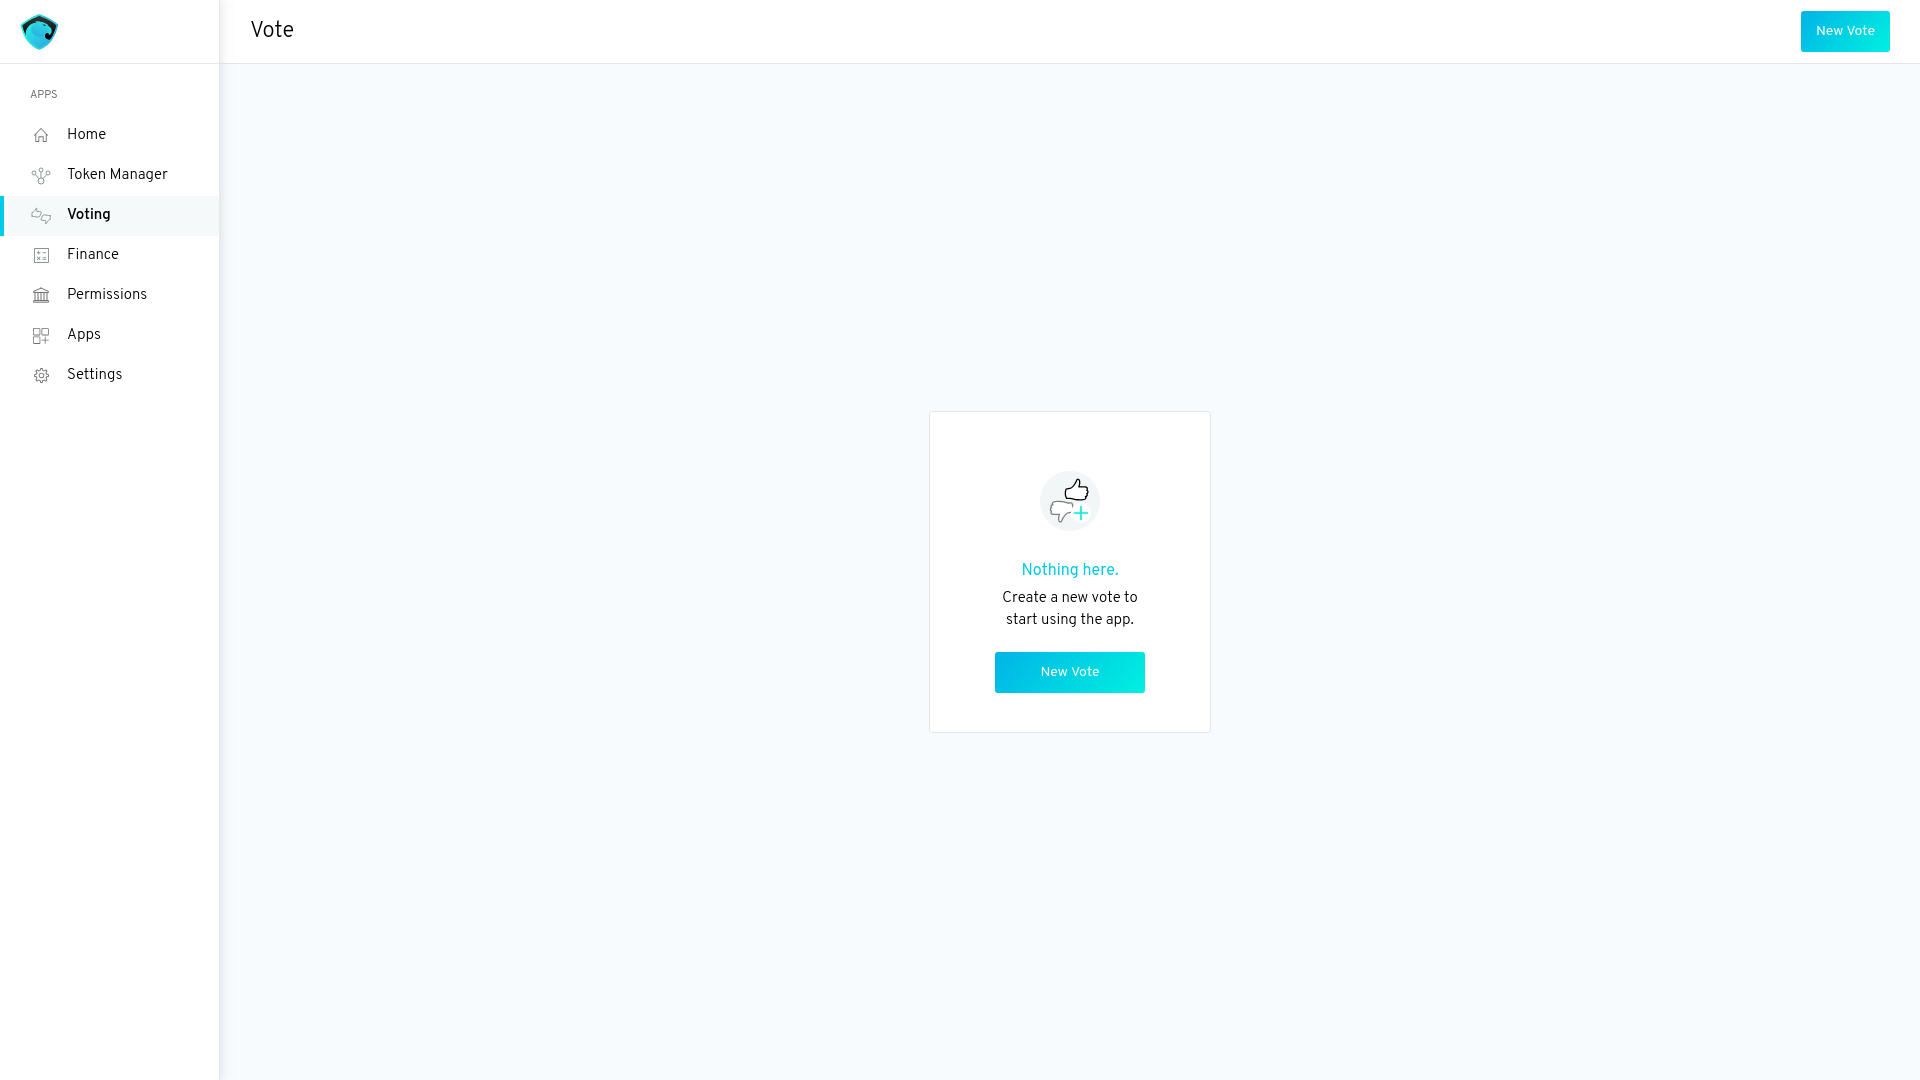 Vote
New Vote
APPS
Home
Token Manager
Voting
Finance
Permissions
Apps
Settings
Nothing here.
Create a new vote to
start using the app.
New Vote